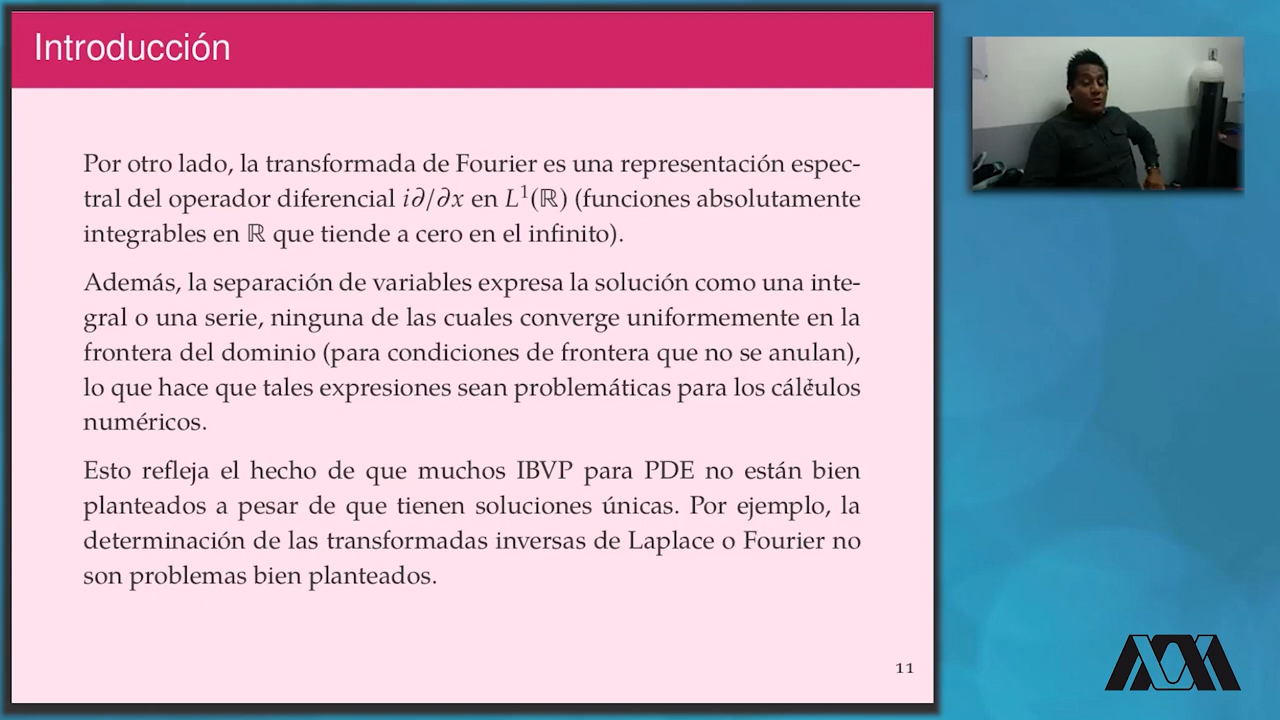 Introducción
Por otro lado, la transformada de Fourier es una representación espec-
tral del operador diferencial i∂/∂x en L¹(ℝ) (funciones absolutamente
integrables en ℝ que tiende a cero en el infinito).
Además, la separación de variables expresa la solución como una inte-
gral o una serie, ninguna de las cuales converge uniformemente en la
frontera del dominio (para condiciones de frontera que no se anulan),
lo que hace que tales expresiones sean problemáticas para los cálculos
numéricos.
Esto refleja el hecho de que muchos IBVP para PDE no están bien
planteados a pesar de que tienen soluciones únicas. Por ejemplo, la
determinación de las transformadas inversas de Laplace o Fourier no
son problemas bien planteados.
11